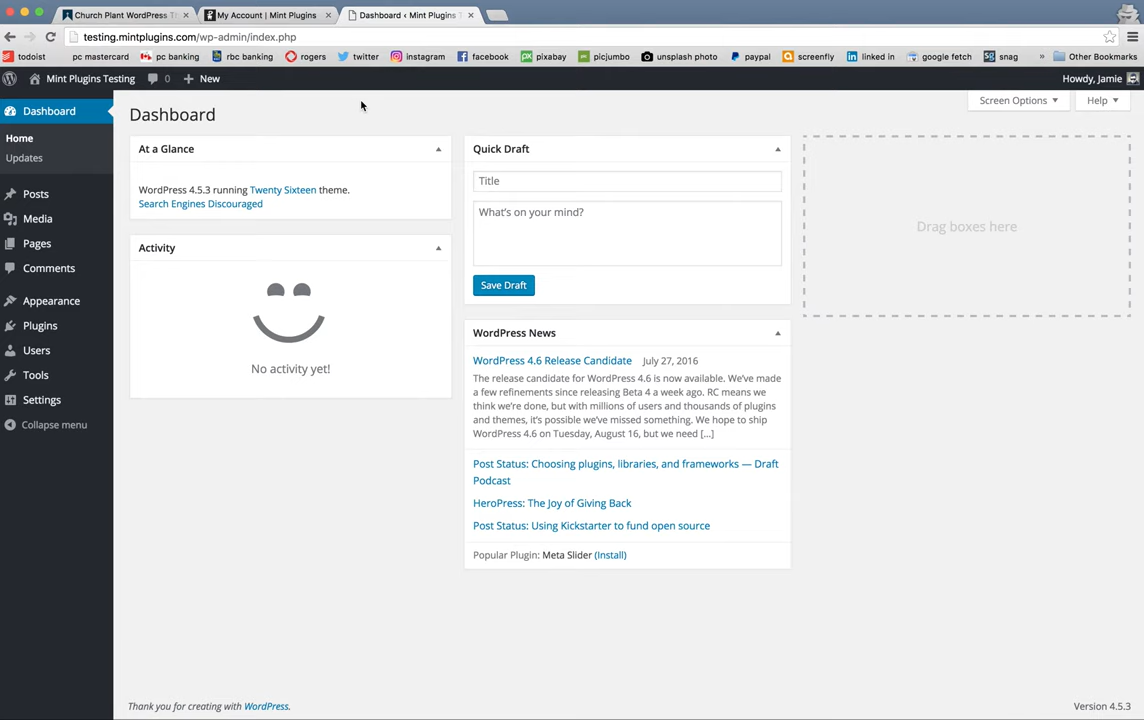 Church Plant WordPress Th
My Account | Mint Plugins
Dashboard ‹ Mint Plugins T
testing.mintplugins.com/wp-admin/index.php
todoist
pc mastercard
pc banking
rbc banking
rogers
twitter
instagram
facebook
pixabay
picjumbo
unsplash photo
paypal
screenfly
linked in
google fetch
snag
»
Other Bookmarks
Mint Plugins Testing
0
New
Howdy, Jamie
Dashboard
Home
Updates
Posts
Media
Pages
Comments
Appearance
Plugins
Users
Tools
Settings
Collapse menu
Screen Options
Help
Dashboard
At a Glance
WordPress 4.5.3 running Twenty Sixteen theme.
Search Engines Discouraged
Activity
No activity yet!
Quick Draft
Title
What's on your mind?
Save Draft
WordPress News
WordPress 4.6 Release Candidate July 27, 2016
The release candidate for WordPress 4.6 is now available. We've made
a few refinements since releasing Beta 4 a week ago. RC means we
think we're done, but with millions of users and thousands of plugins
and themes, it's possible we've missed something. We hope to ship
WordPress 4.6 on Tuesday, August 16, but we need [...]
Post Status: Choosing plugins, libraries, and frameworks — Draft
Podcast
HeroPress: The Joy of Giving Back
Post Status: Using Kickstarter to fund open source
Popular Plugin: Meta Slider (Install)
Drag boxes here
Thank you for creating with WordPress.
Version 4.5.3